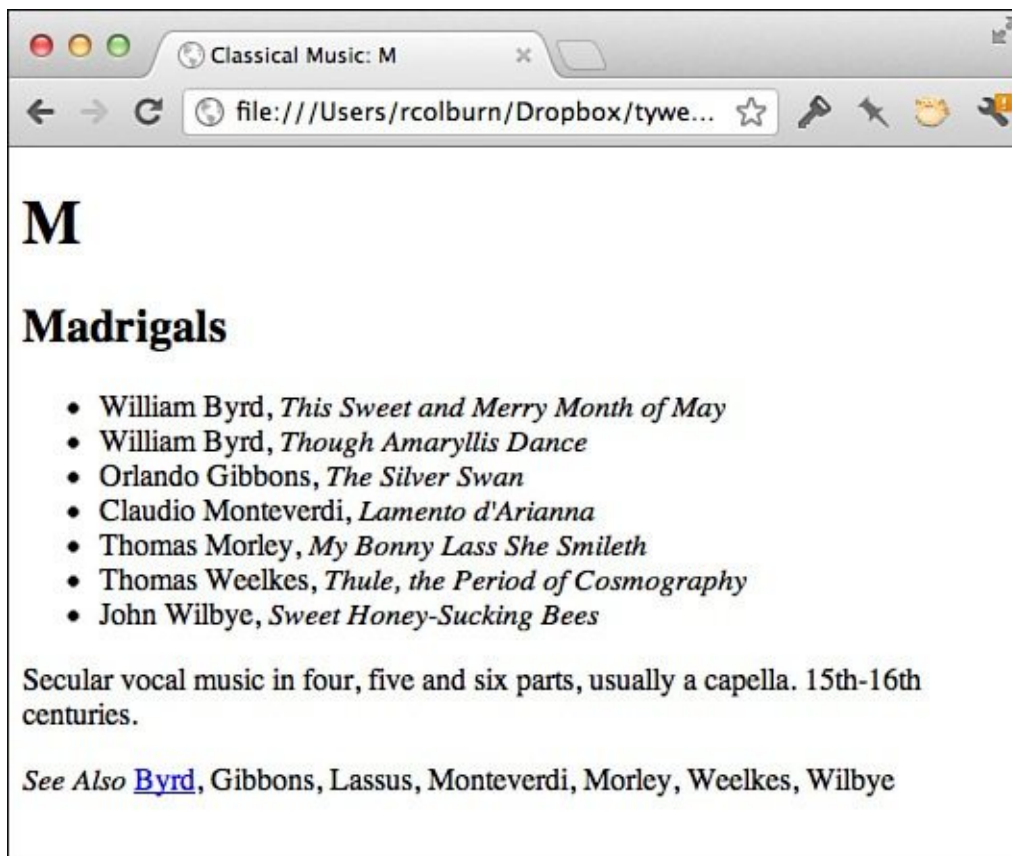 Classical Music: M
file:///Users/rcolburn/Dropbox/tywe...
M
Madrigals
• William Byrd, This Sweet and Merry Month of May
• William Byrd, Though Amaryllis Dance
• Orlando Gibbons, The Silver Swan
• Claudio Monteverdi, Lamento d'Arianna
• Thomas Morley, My Bonny Lass She Smileth
• Thomas Weelkes, Thule, the Period of Cosmography
• John Wilbye, Sweet Honey-Sucking Bees
Secular vocal music in four, five and six parts, usually a capella. 15th-16th
centuries.
See Also Byrd, Gibbons, Lassus, Monteverdi, Morley, Weelkes, Wilbye